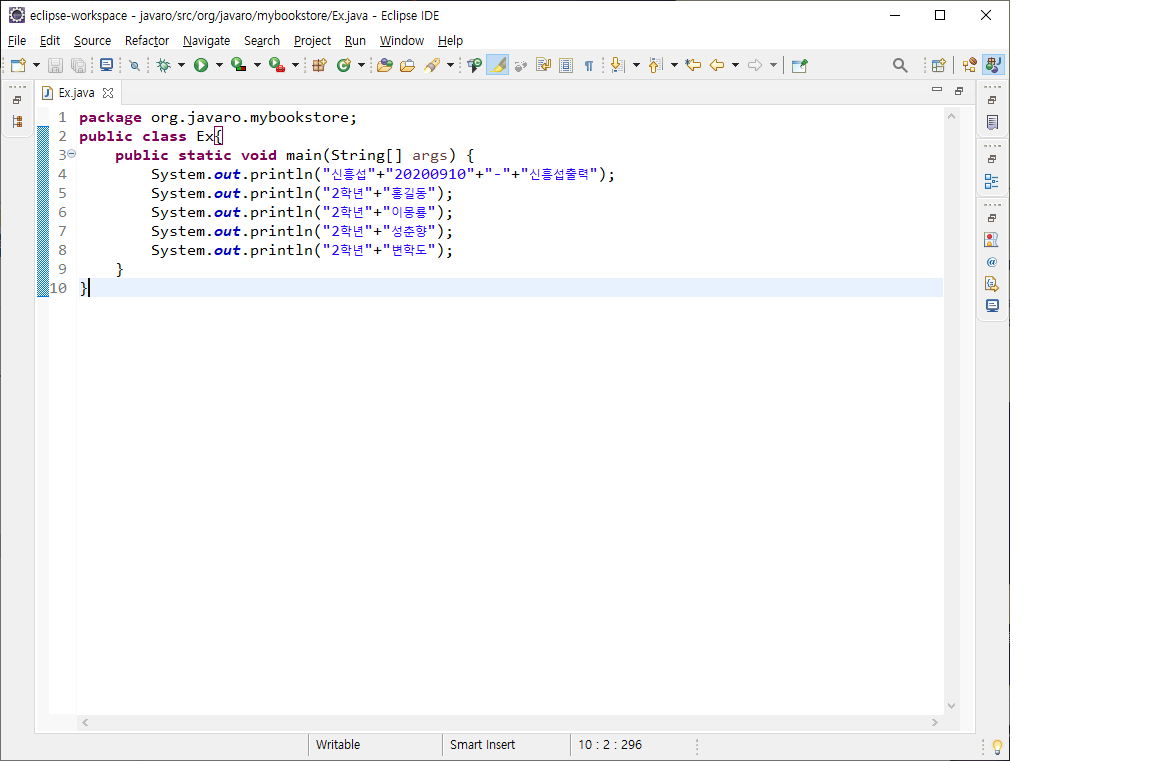 eclipse-workspace - javaro/src/org/javaro/mybookstore/Ex.java - Eclipse IDE
File Edit Source Refactor Navigate Search Project Run Window Help
Ex.java
1 package org.javaro.mybookstore;
2 public class Ex{
3 public static void main(String[] args) {
4 System.out.println("신흥섭"+"20200910"+"-"+"신흥섭출력");
5 System.out.println("2학년"+"홍길동");
6 System.out.println("2학년"+"이몽룡");
7 System.out.println("2학년"+"성춘향");
8 System.out.println("2학년"+"변학도");
9 }
10 }
Writable Smart Insert 10 : 2 : 296